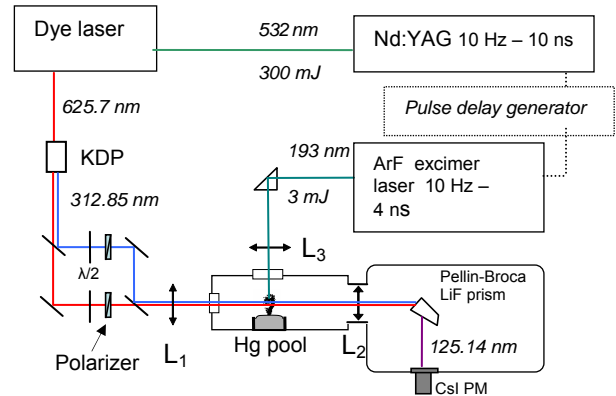 Dye laser
532 nm
300 mJ
Nd:YAG 10 Hz – 10 ns
Pulse delay generator
625.7 nm
KDP
193 nm
3 mJ
ArF excimer
laser 10 Hz –
4 ns
312.85 nm
λ/2
L3
Pellin-Broca
LiF prism
Polarizer
L1
Hg pool
L2
125.14 nm
CsI PM